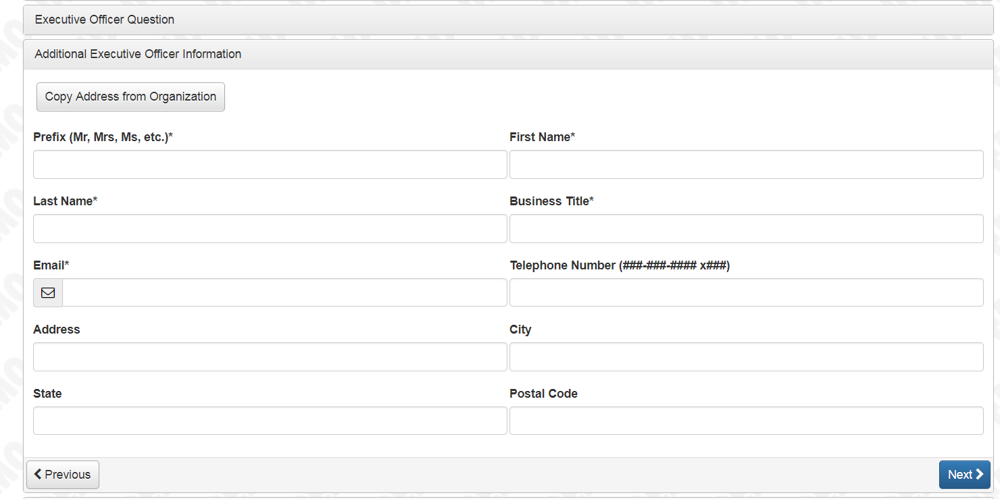 Executive Officer Question
Additional Executive Officer Information
Copy Address from Organization
Prefix (Mr, Mrs, Ms, etc.)* First Name*
Last Name* Business Title*
Email* Telephone Number (###-###-#### x###)
Address City
State Postal Code
Previous Next